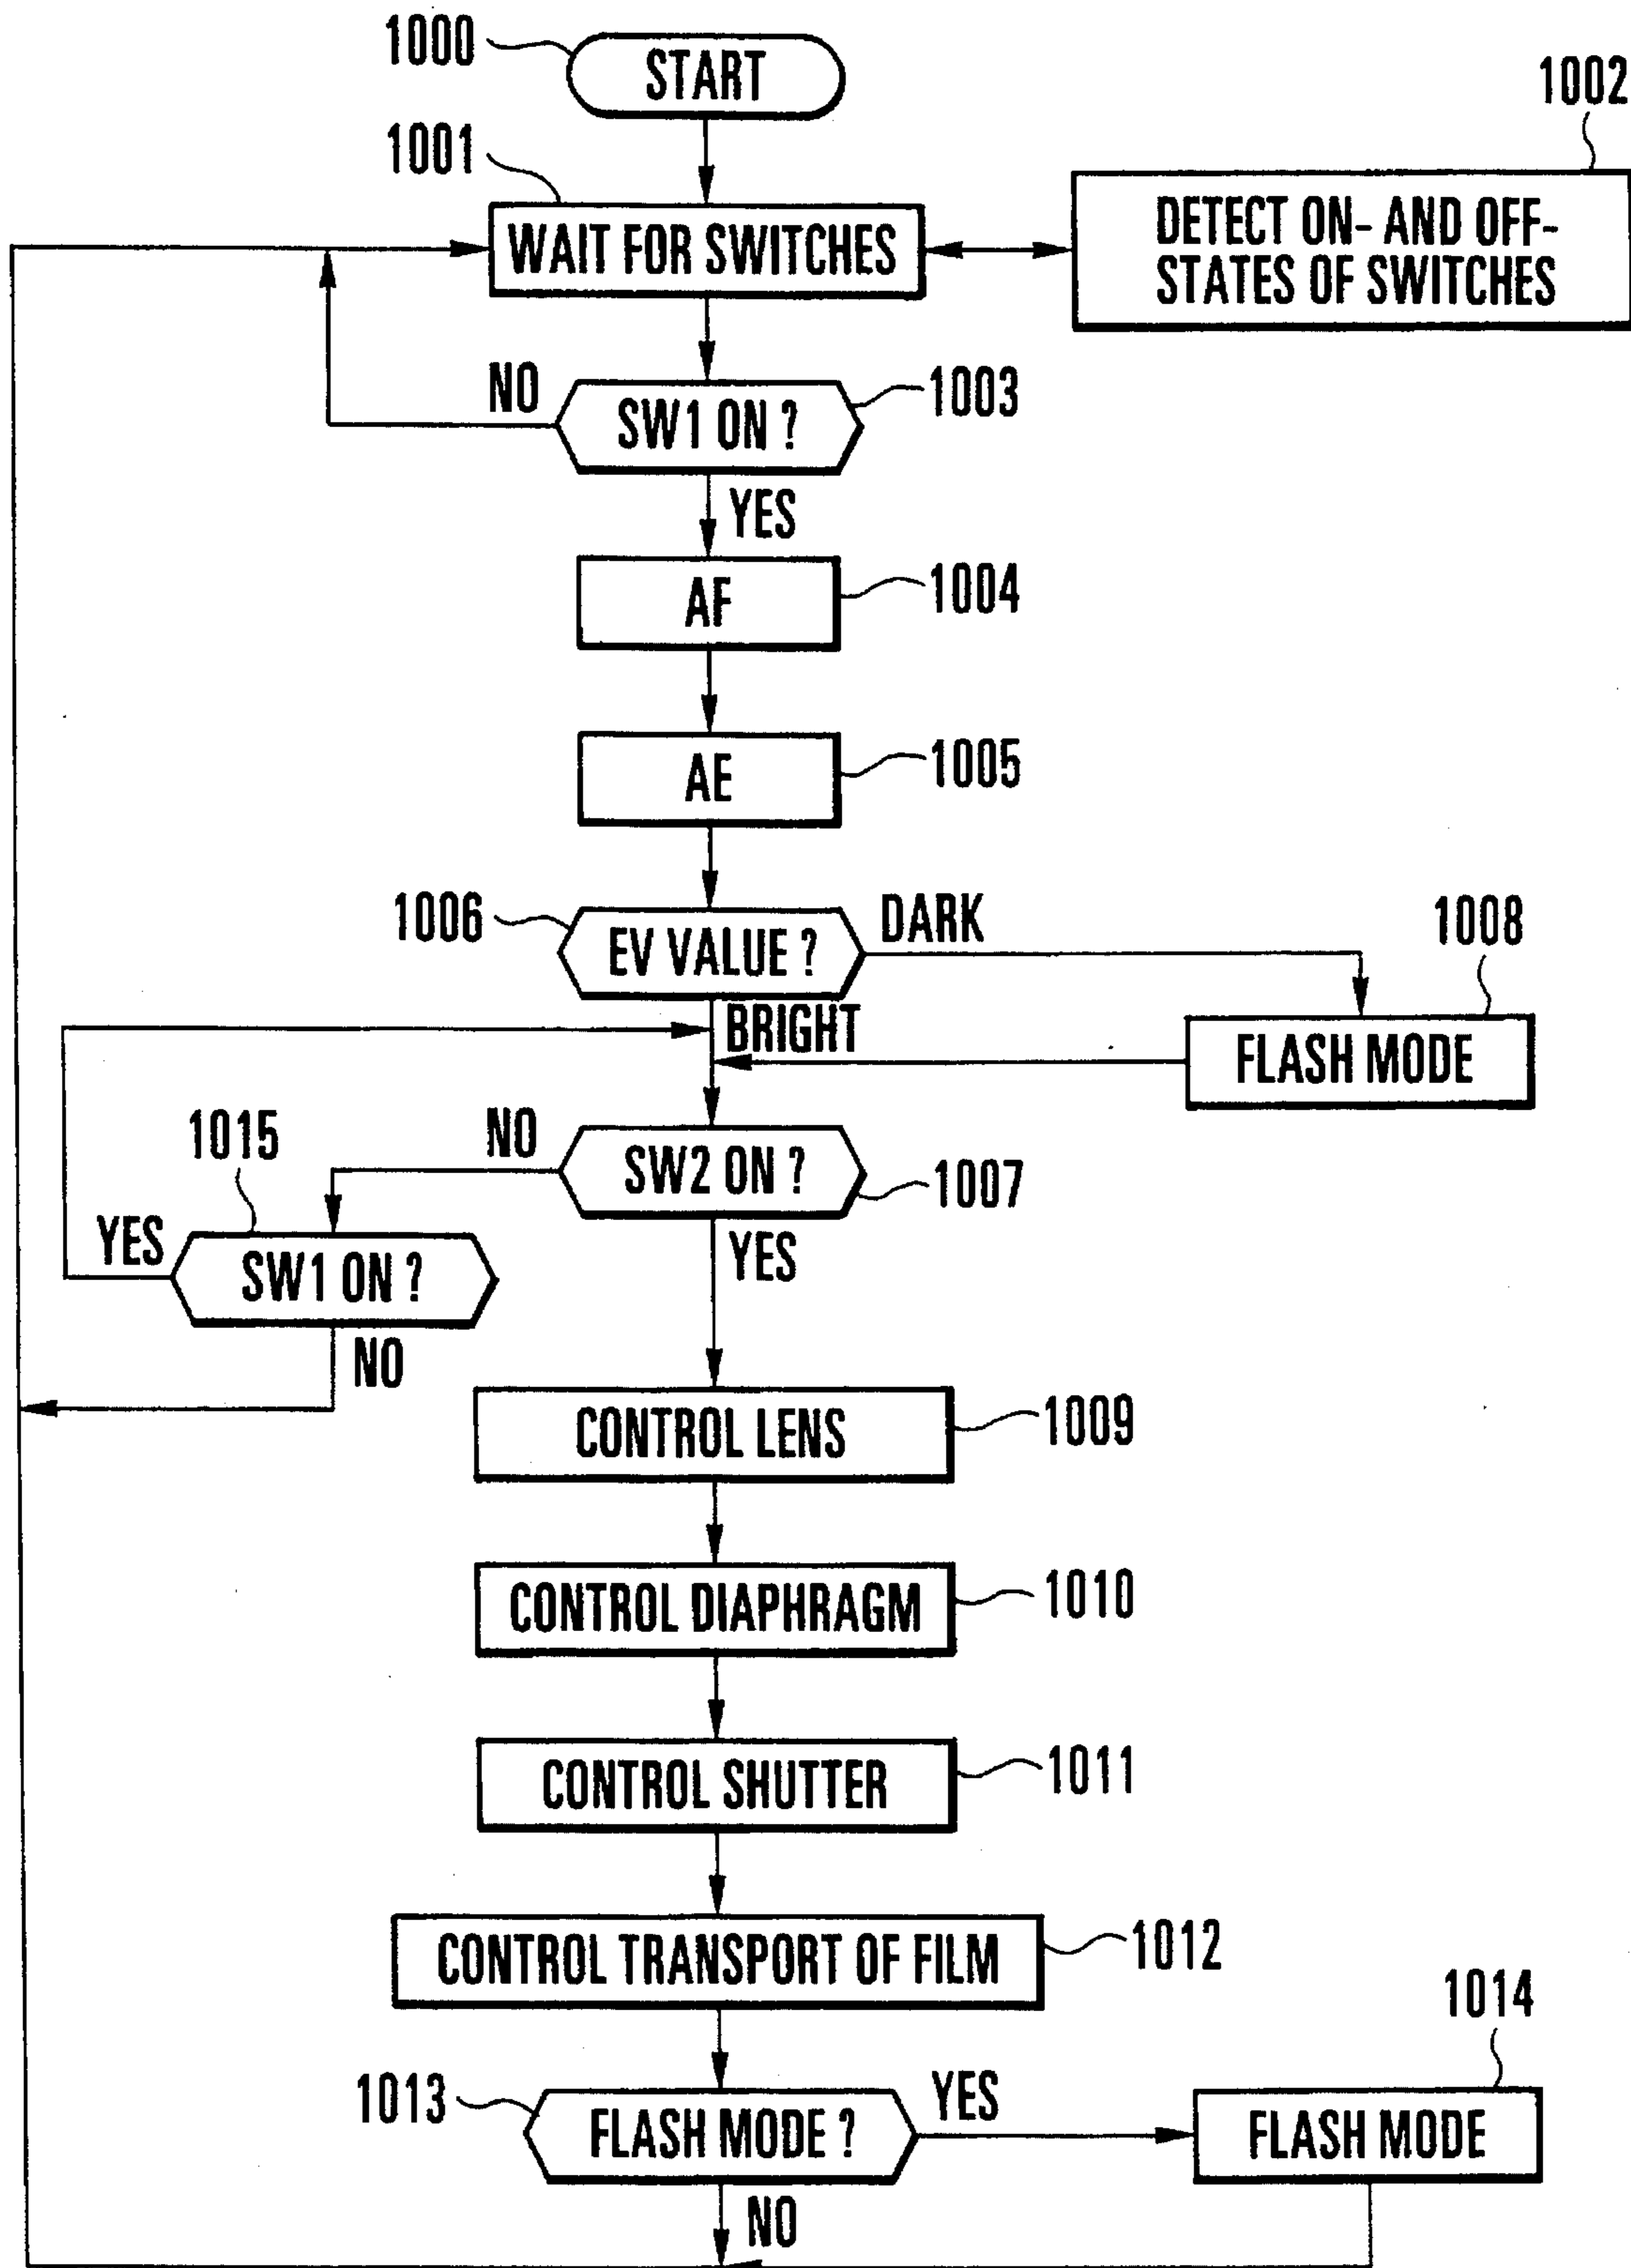 1000
START
1001
1002
WAIT FOR SWITCHES
DETECT ON- AND OFF-
STATES OF SWITCHES
NO
1003
SW1 ON ?
YES
AF
1004
AE
1005
1006
EV VALUE ?
DARK
1008
BRIGHT
FLASH MODE
1015
NO
SW2 ON ?
1007
YES
SW1 ON ?
YES
NO
CONTROL LENS
1009
CONTROL DIAPHRAGM
1010
CONTROL SHUTTER
1011
CONTROL TRANSPORT OF FILM
1012
1014
1013
FLASH MODE ?
YES
FLASH MODE
NO